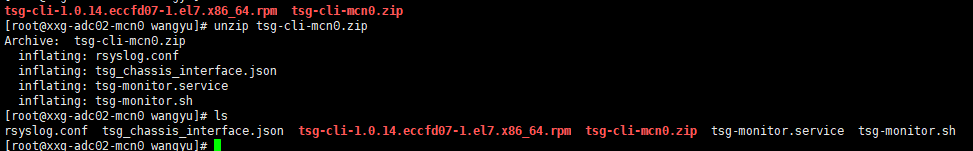 tsg-cli-1.0.14.eccfd07-1.el7.x86_64.rpm  tsg-cli-mcn0.zip
[root@xxg-adc02-mcn0 wangyu]# unzip tsg-cli-mcn0.zip
Archive:  tsg-cli-mcn0.zip
  inflating: rsyslog.conf
  inflating: tsg_chassis_interface.json
  inflating: tsg-monitor.service
  inflating: tsg-monitor.sh
[root@xxg-adc02-mcn0 wangyu]# ls
rsyslog.conf  tsg_chassis_interface.json  tsg-cli-1.0.14.eccfd07-1.el7.x86_64.rpm  tsg-cli-mcn0.zip  tsg-monitor.service  tsg-monitor.sh
[root@xxg-adc02-mcn0 wangyu]#